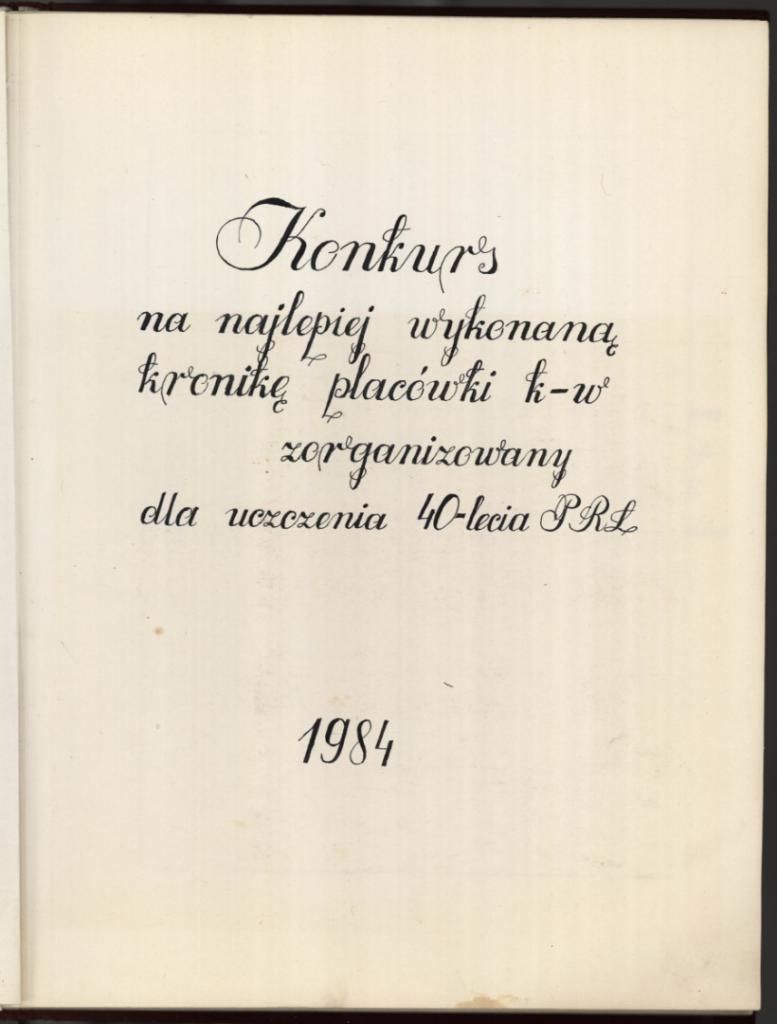 Konkurs
na najlepiej wykonaną
kronikę placówki k-w
zorganizowany
dla uczczenia 40-lecia PRL
1984